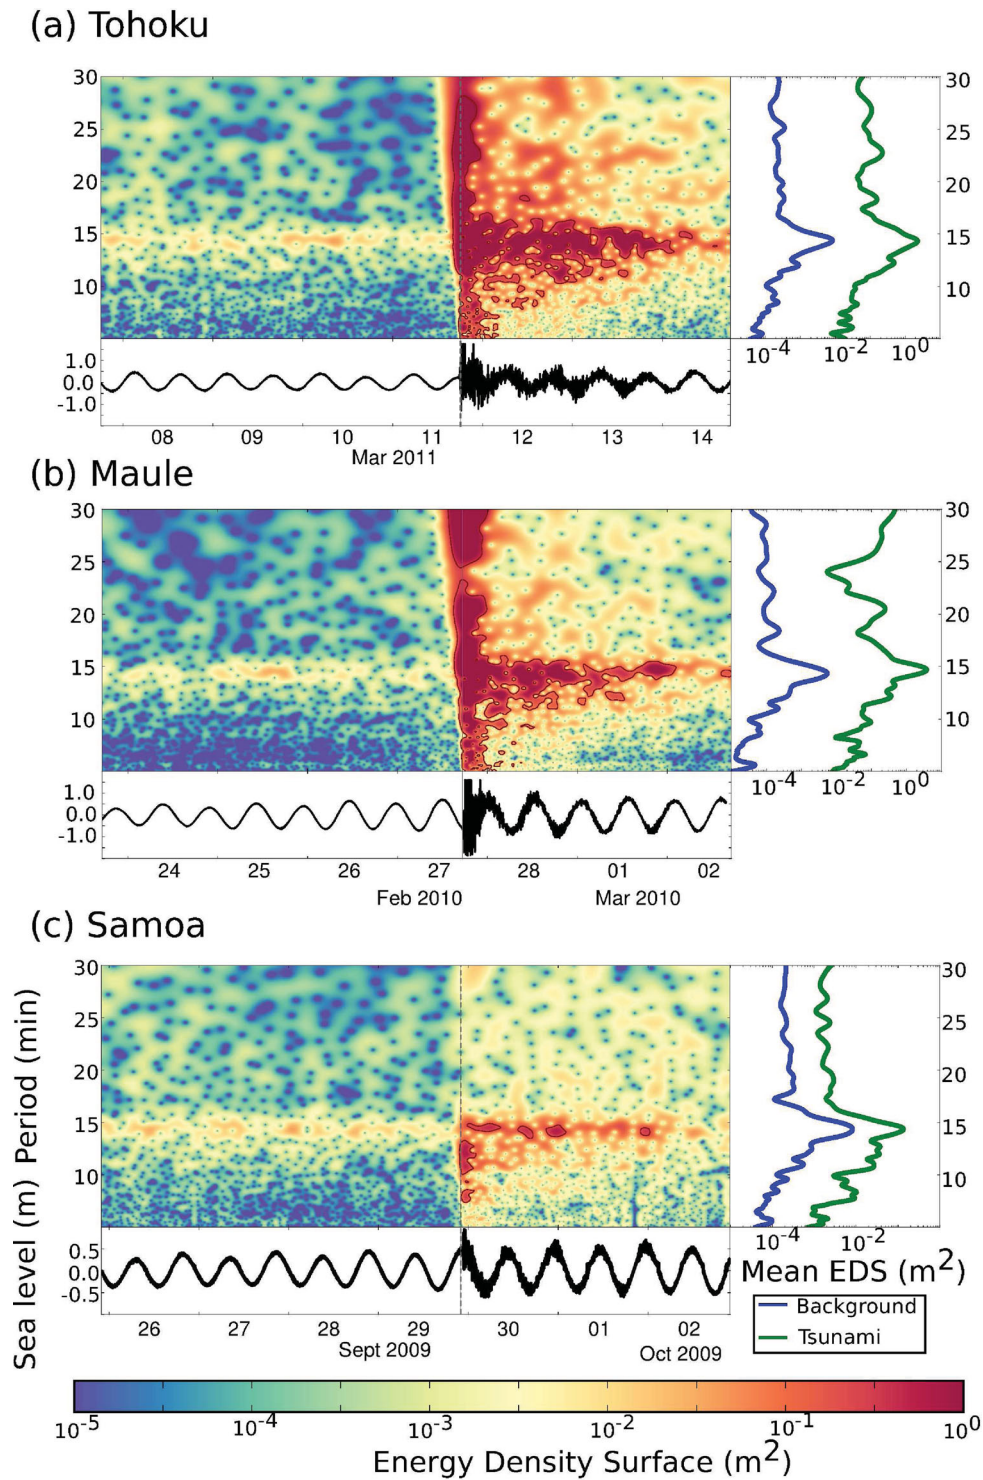 (a) Tohoku
30
25
20
15
10
30
25
20
15
10
10^-4 10^-2 10^0
1.0
0.0
-1.0
08 09 10 11 12 13 14
Mar 2011
(b) Maule
30
25
20
15
10
30
25
20
15
10
10^-4 10^-2 10^0
1.0
0.0
-1.0
24 25 26 27 28 01 02
Feb 2010 Mar 2010
(c) Samoa
30
25
20
15
10
30
25
20
15
10
10^-4 10^-2
Period (min)
Sea level (m)
0.5
0.0
-0.5
26 27 28 29 30 01 02
Sept 2009 Oct 2009
Mean EDS (m²)
Background
Tsunami
10^-5 10^-4 10^-3 10^-2 10^-1 10^0
Energy Density Surface (m²)